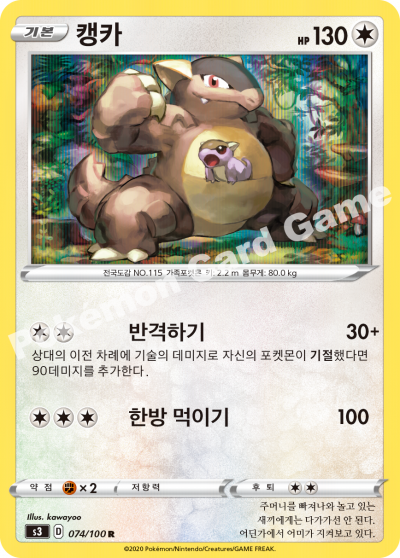 기본 캥카 HP 130
전국도감 NO.115 가족포켓몬 키: 2.2 m 몸무게: 80.0 kg
반격하기 30+
상대의 이전 차례에 기술의 데미지로 자신의 포켓몬이 기절했다면
90데미지를 추가한다.
한방 먹이기 100
약점 ×2 저항력 후퇴
Illus. kawayoo
s3 D 074/100 R
주머니를 빠져나와 놀고 있는
새끼에게는 다가가선 안 된다.
어딘가에서 어미가 지켜보고 있다.
©2020 Pokémon/Nintendo/Creatures/GAME FREAK.
Pokémon Card Game